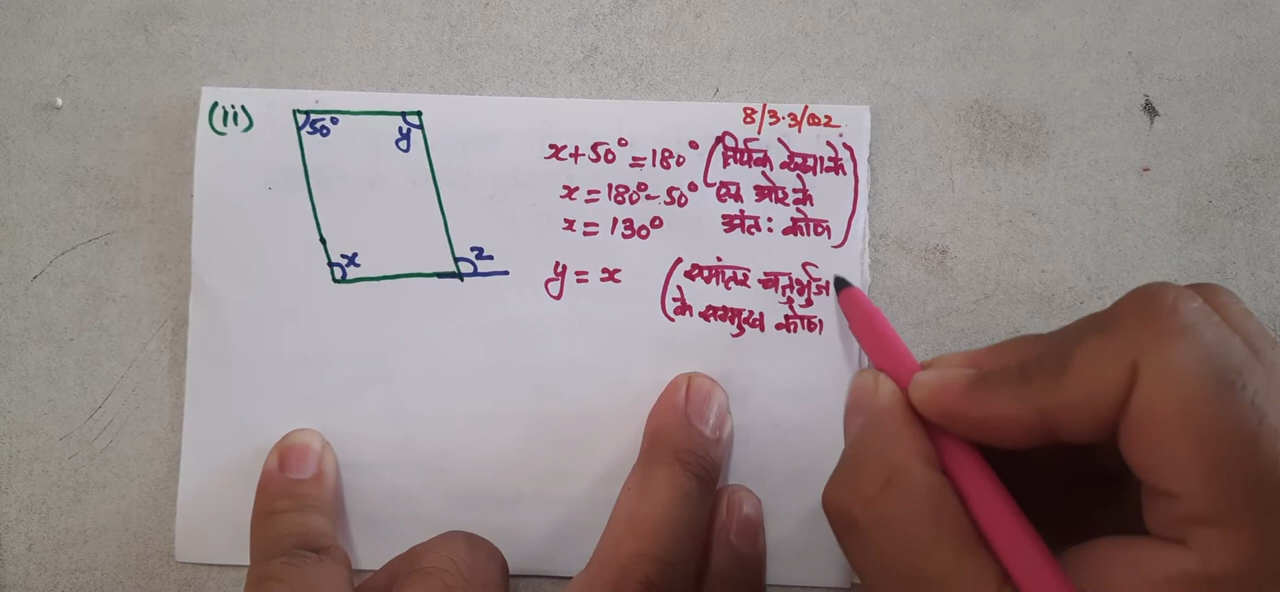 (ii)
50°
y
x
z
8/3.3/Q2
x+50°=180° (तिर्यक रेखा के
x=180°-50° एक ओर के
x=130° अंत: कोण)
y=x (समांतर चतुर्भुज
के सम्मुख कोण